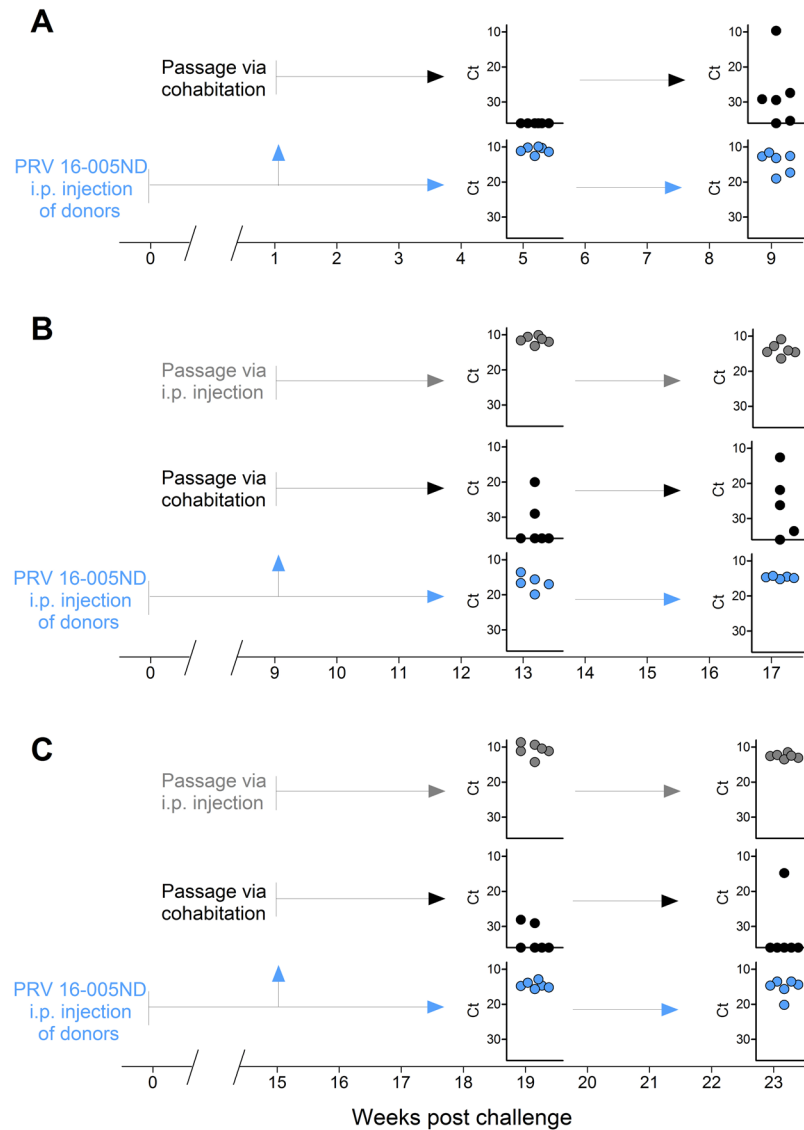 A
Passage via
cohabitation
Ct
10
20
30
Ct
10
20
30
PRV 16-005ND
i.p. injection
of donors
Ct
10
20
30
Ct
10
20
30
0 1 2 3 4 5 6 7 8 9
B
Passage via
i.p. injection
Ct
10
20
30
Ct
10
20
30
Passage via
cohabitation
Ct
10
20
30
Ct
10
20
30
PRV 16-005ND
i.p. injection
of donors
Ct
10
20
30
Ct
10
20
30
0 9 10 11 12 13 14 15 16 17
C
Passage via
i.p. injection
Ct
10
20
30
Ct
10
20
30
Passage via
cohabitation
Ct
10
20
30
Ct
10
20
30
PRV 16-005ND
i.p. injection
of donors
Ct
10
20
30
Ct
10
20
30
0 15 16 17 18 19 20 21 22 23
Weeks post challenge